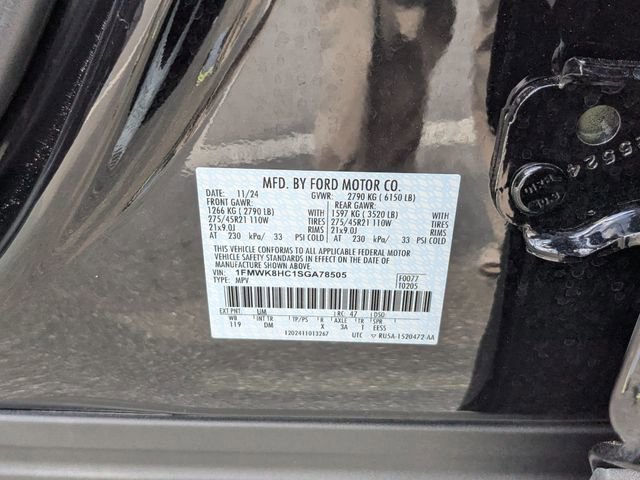 MFD. BY FORD MOTOR CO.
DATE: 11/24 GVWR: 2790 KG ( 6150 LB)
FRONT GAWR: REAR GAWR:
1266 KG ( 2790 LB) WITH 1597 KG ( 3520 LB) WITH
275/45R21 110W TIRES 275/45R21 110W TIRES
21x9.0J RIMS 21x9.0J RIMS
AT 230 kPa/ 33 PSI COLD AT 230 kPa/ 33 PSI COLD
THIS VEHICLE CONFORMS TO ALL APPLICABLE FEDERAL MOTOR
VEHICLE SAFETY STANDARDS IN EFFECT ON THE DATE OF
MANUFACTURE SHOWN ABOVE.
VIN: 1FMWK8HC1SGA78505 F0077
TYPE: MPV T0205
EXT PNT: UM RC: 47 DSO
WB INT TR TP/PS R AXLE TR
119 DM X 3A T EESS
1202411013267 UTC RU5A-1520472-AA
25524